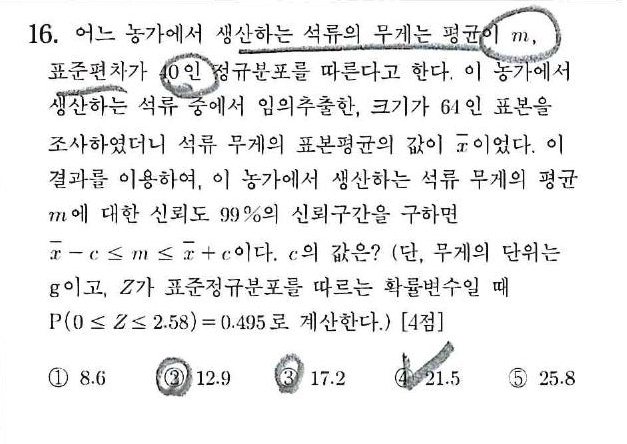 16. 어느 농가에서 생산하는 석류의 무게는 평균이 m,
표준편차가 40인 정규분포를 따른다고 한다. 이 농가에서
생산하는 석류 중에서 임의추출한, 크기가 64인 표본을
조사하였더니 석류 무게의 표본평균의 값이 x̅이었다. 이
결과를 이용하여, 이 농가에서 생산하는 석류 무게의 평균
m에 대한 신뢰도 99%의 신뢰구간을 구하면
x̅ - c ≤ m ≤ x̅ + c이다. c의 값은? (단, 무게의 단위는
g이고, Z가 표준정규분포를 따르는 확률변수일 때
P(0 ≤ Z ≤ 2.58) = 0.495로 계산한다.) [4점]
① 8.6 ② 12.9 ③ 17.2 ④ 21.5 ⑤ 25.8